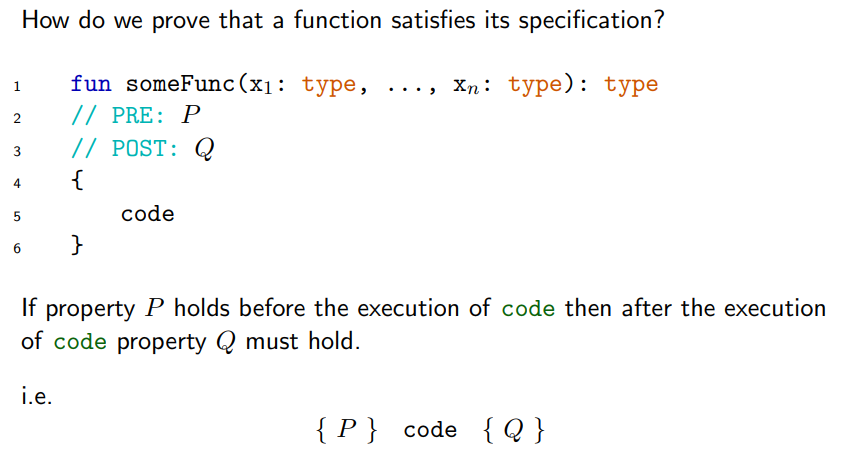 How do we prove that a function satisfies its specification?
1 fun someFunc(x₁: type, ..., xₙ: type): type
2 // PRE: P
3 // POST: Q
4 {
5 code
6 }
If property P holds before the execution of code then after the execution
of code property Q must hold.
i.e.
{ P } code { Q }